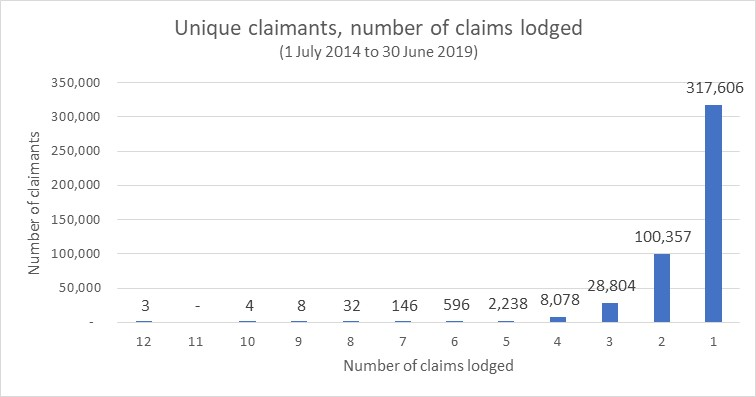 Unique claimants, number of claims lodged
(1 July 2014 to 30 June 2019)
Number of claimants
350,000
300,000
250,000
200,000
150,000
100,000
50,000
-
3 - 4 8 32 146 596 2,238 8,078 28,804 100,357 317,606
12 11 10 9 8 7 6 5 4 3 2 1
Number of claims lodged